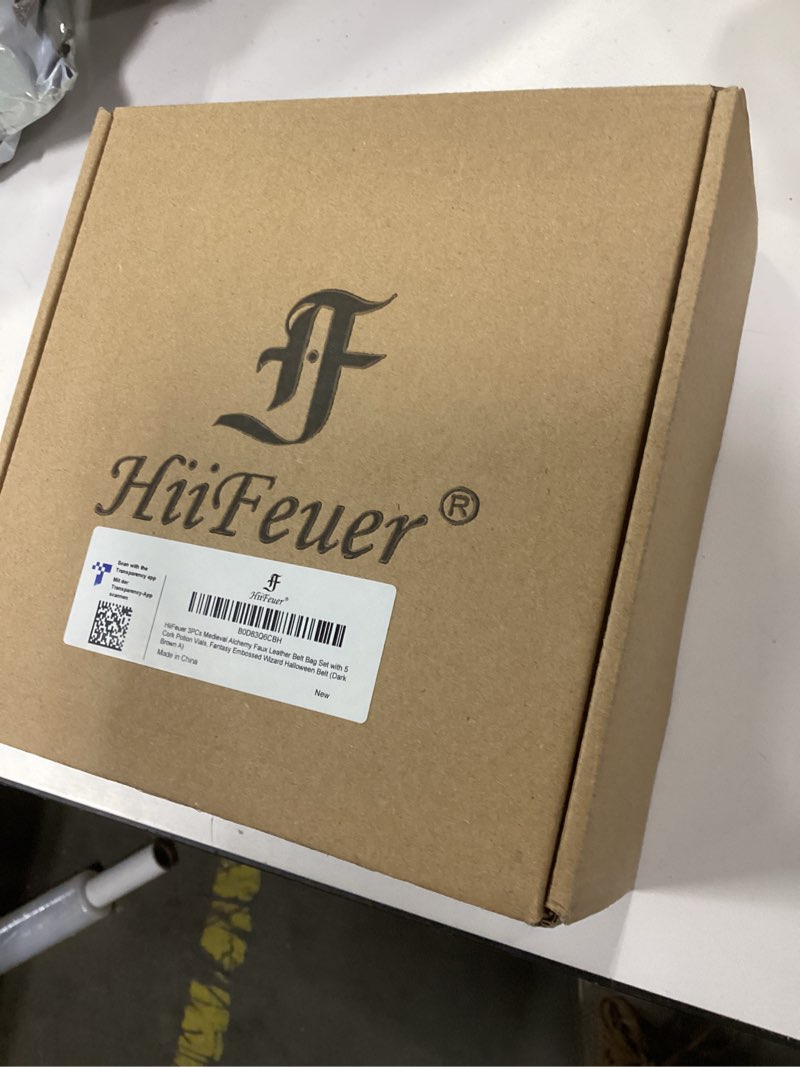 HiiFeuer®
Scan with the
Transparency app
Mit der
Transparency-App
scannen
HiiFeuer®
B0D83Q6CBH
HiiFeuer 3PCs Medieval Alchemy Faux Leather Belt Bag Set with 5
Cork Potion Vials, Fantasy Embossed Wizard Halloween Belt (Dark
Brown A)
Made in China
New